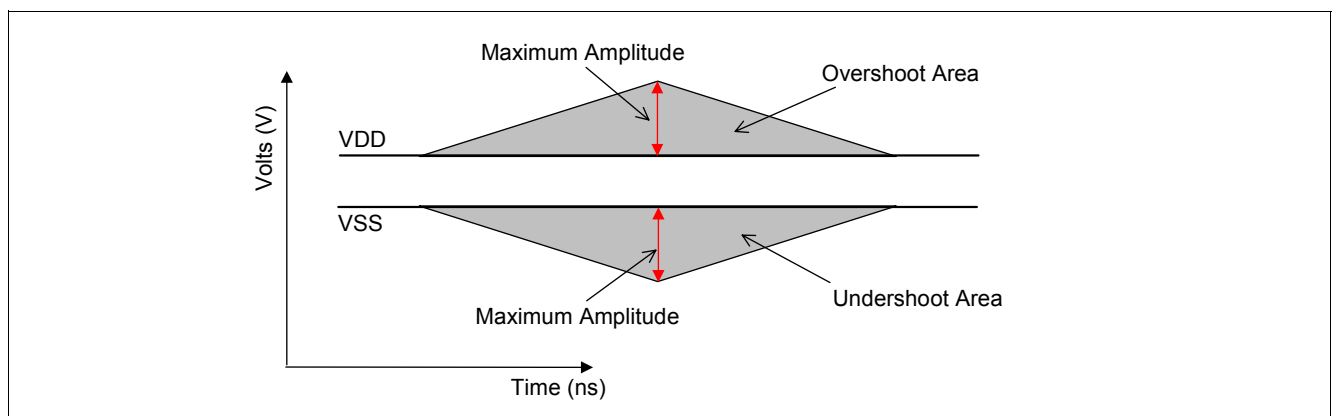 Maximum Amplitude
Overshoot Area
Volts (V)
VDD
VSS
Undershoot Area
Maximum Amplitude
Time (ns)